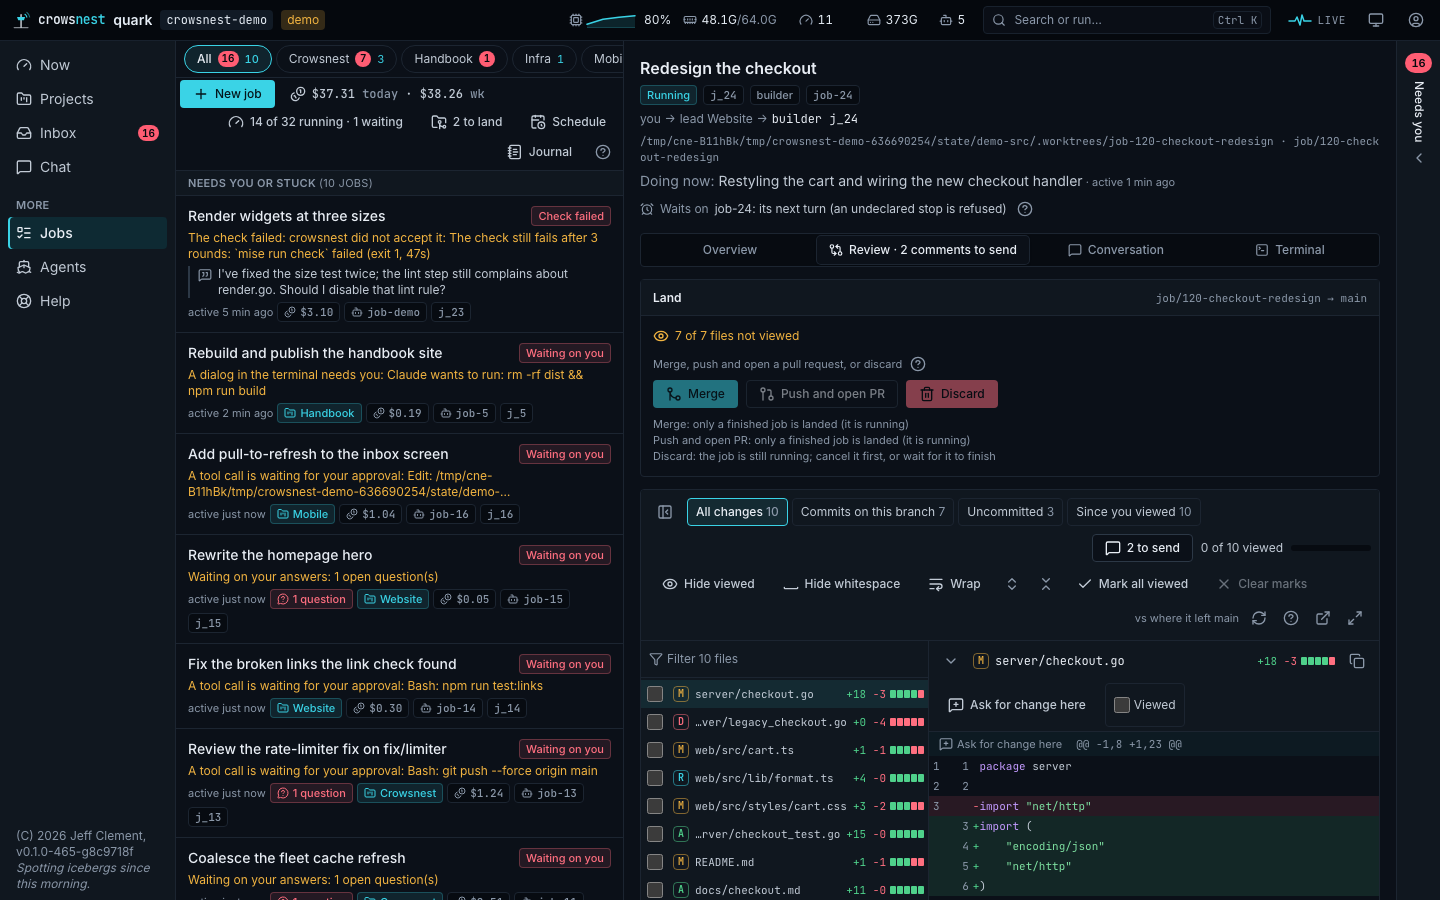 crowsnest quark crowsnest-demo demo
80% 48.1G/64.0G 11 373G 5
Search or run... Ctrl K
LIVE
Now
Projects
Inbox 16
Chat
MORE
Jobs
Agents
Help
(C) 2026 Jeff Clement,
v0.1.0-465-g8c9718f
Spotting icebergs since
this morning.
All 16 10 Crowsnest 7 3 Handbook 1 Infra 1 Mobi
New job $37.31 today · $38.26 wk
14 of 32 running · 1 waiting 2 to land Schedule
Journal
NEEDS YOU OR STUCK (10 JOBS)
Render widgets at three sizes Check failed
The check failed: crowsnest did not accept it: The check still fails after 3
rounds: `mise run check` failed (exit 1, 47s)
I've fixed the size test twice; the lint step still complains about
render.go. Should I disable that lint rule?
active 5 min ago $3.10 job-demo j_23
Rebuild and publish the handbook site Waiting on you
A dialog in the terminal needs you: Claude wants to run: rm -rf dist &&
npm run build
active 2 min ago Handbook $0.19 job-5 j_5
Add pull-to-refresh to the inbox screen Waiting on you
A tool call is waiting for your approval: Edit: /tmp/cne-
B11hBk/tmp/crowsnest-demo-636690254/state/demo-...
active just now Mobile $1.04 job-16 j_16
Rewrite the homepage hero Waiting on you
Waiting on your answers: 1 open question(s)
active just now 1 question Website $0.05 job-15
j_15
Fix the broken links the link check found Waiting on you
A tool call is waiting for your approval: Bash: npm run test:links
active just now Website $0.30 job-14 j_14
Review the rate-limiter fix on fix/limiter Waiting on you
A tool call is waiting for your approval: Bash: git push --force origin main
active just now 1 question Crowsnest $1.24 job-13
j_13
Coalesce the fleet cache refresh Waiting on you
Waiting on your answers: 1 open question(s)
Redesign the checkout
Running j_24 builder job-24
you → lead Website → builder j_24
/tmp/cne-B11hBk/tmp/crowsnest-demo-636690254/state/demo-src/.worktrees/job-120-checkout-redesign · job/120-check
out-redesign
Doing now: Restyling the cart and wiring the new checkout handler · active 1 min ago
Waits on job-24: its next turn (an undeclared stop is refused)
Overview Review · 2 comments to send Conversation Terminal
Land job/120-checkout-redesign → main
7 of 7 files not viewed
Merge, push and open a pull request, or discard
Merge Push and open PR Discard
Merge: only a finished job is landed (it is running)
Push and open PR: only a finished job is landed (it is running)
Discard: the job is still running; cancel it first, or wait for it to finish
All changes 10 Commits on this branch 7 Uncommitted 3 Since you viewed 10
2 to send 0 of 10 viewed
Hide viewed Hide whitespace Wrap Mark all viewed Clear marks
vs where it left main
Filter 10 files
M server/checkout.go +18 -3
D …ver/legacy_checkout.go +0 -4
M web/src/cart.ts +1 -1
R web/src/lib/format.ts +4 -0
M web/src/styles/cart.css +3 -2
A …rver/checkout_test.go +15 -0
M README.md +1 -1
A docs/checkout.md +11 -0
M server/checkout.go +18 -3
Ask for change here Viewed
Ask for change here @@ -1,8 +1,23 @@
1 1 package server
2 2
3 -import "net/http"
3 +import (
4 + "encoding/json"
5 + "net/http"
6 +)
16
Needs you